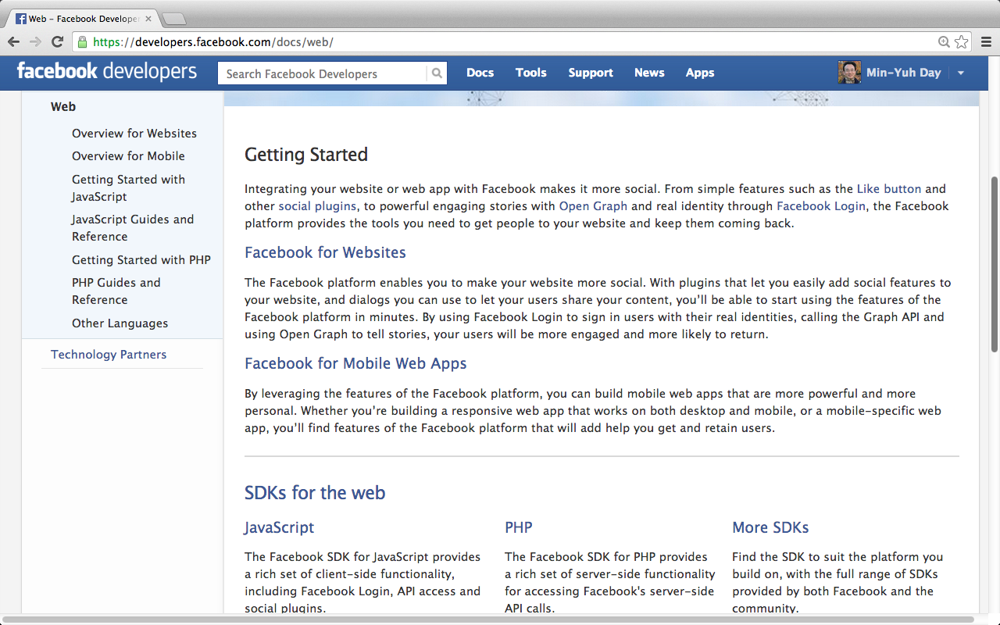 Web - Facebook Developer
https://developers.facebook.com/docs/web/
facebook developers
Search Facebook Developers
Docs
Tools
Support
News
Apps
Min-Yuh Day
Web
Overview for Websites
Overview for Mobile
Getting Started with
JavaScript
JavaScript Guides and
Reference
Getting Started with PHP
PHP Guides and
Reference
Other Languages
Technology Partners
Getting Started
Integrating your website or web app with Facebook makes it more social. From simple features such as the Like button and
other social plugins, to powerful engaging stories with Open Graph and real identity through Facebook Login, the Facebook
platform provides the tools you need to get people to your website and keep them coming back.
Facebook for Websites
The Facebook platform enables you to make your website more social. With plugins that let you easily add social features to
your website, and dialogs you can use to let your users share your content, you'll be able to start using the features of the
Facebook platform in minutes. By using Facebook Login to sign in users with their real identities, calling the Graph API and
using Open Graph to tell stories, your users will be more engaged and more likely to return.
Facebook for Mobile Web Apps
By leveraging the features of the Facebook platform, you can build mobile web apps that are more powerful and more
personal. Whether you're building a responsive web app that works on both desktop and mobile, or a mobile-specific web
app, you'll find features of the Facebook platform that will add help you get and retain users.
SDKs for the web
JavaScript
The Facebook SDK for JavaScript provides
a rich set of client-side functionality,
including Facebook Login, API access and
social plugins.
PHP
The Facebook SDK for PHP provides
a rich set of server-side functionality
for accessing Facebook's server-side
API calls.
More SDKs
Find the SDK to suit the platform you
build on, with the full range of SDKs
provided by both Facebook and the
community.